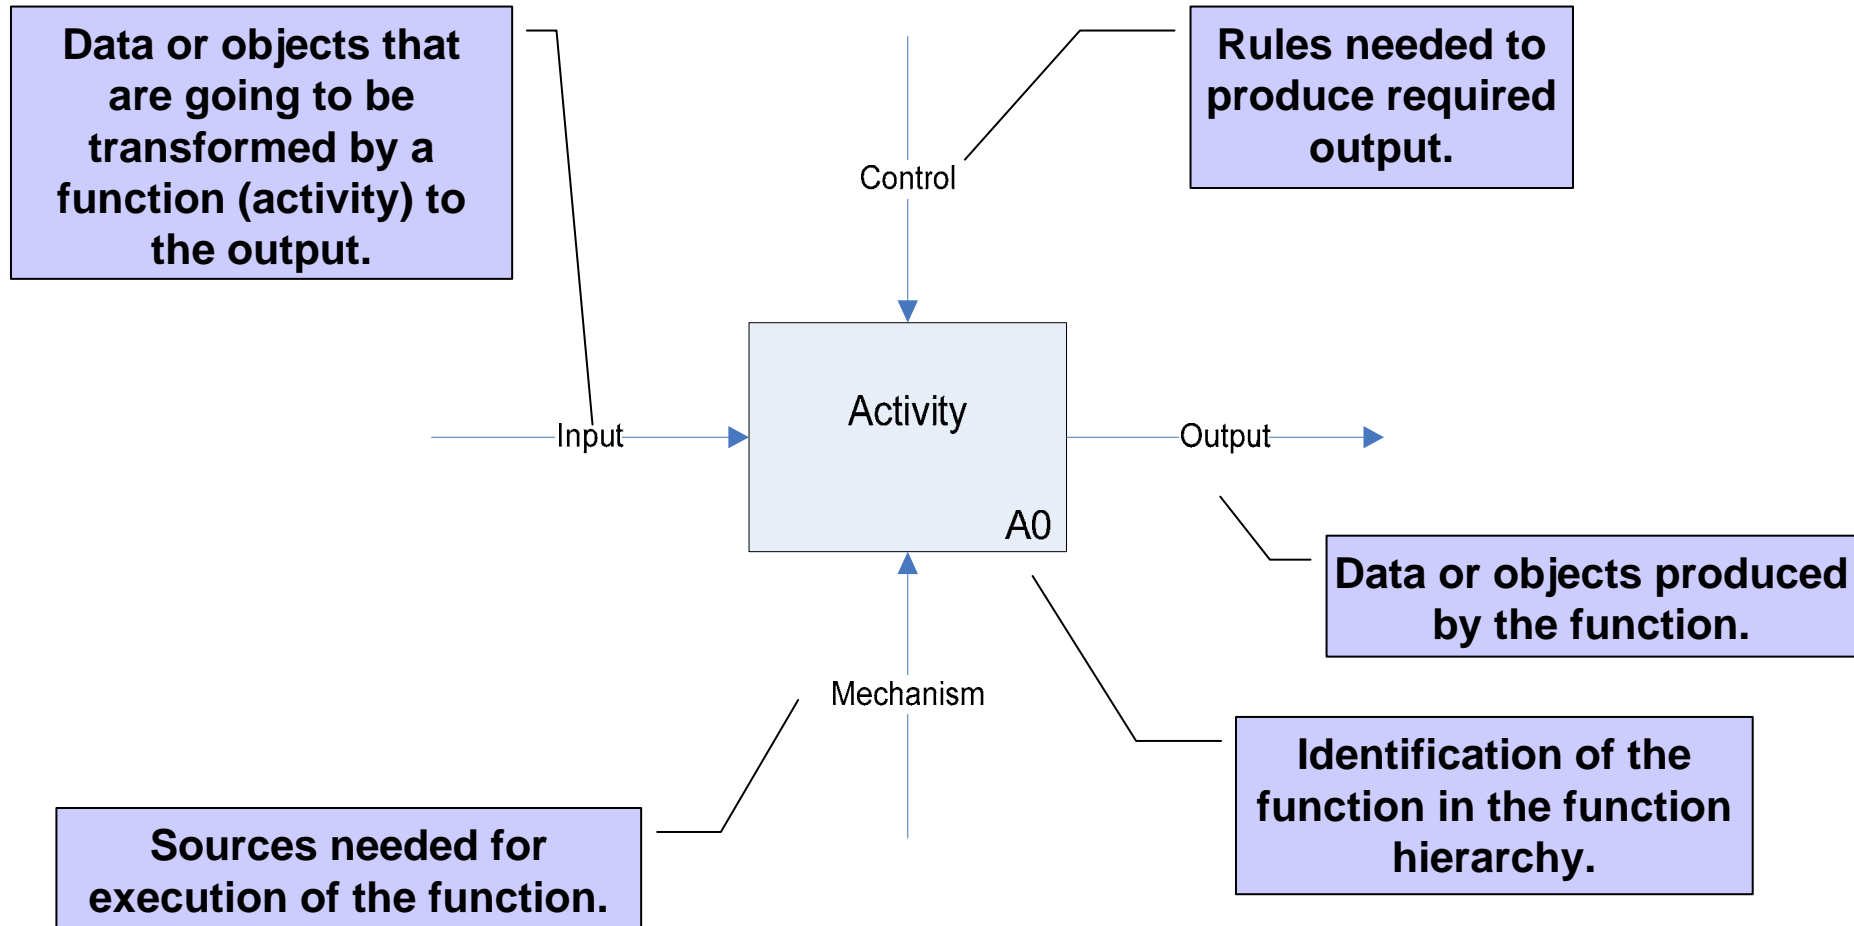 Data or objects that
are going to be
transformed by a
function (activity) to
the output.
Rules needed to
produce required
output.
Control
Activity
Input
Output
A0
Data or objects produced
by the function.
Mechanism
Identification of the
function in the function
hierarchy.
Sources needed for
execution of the function.